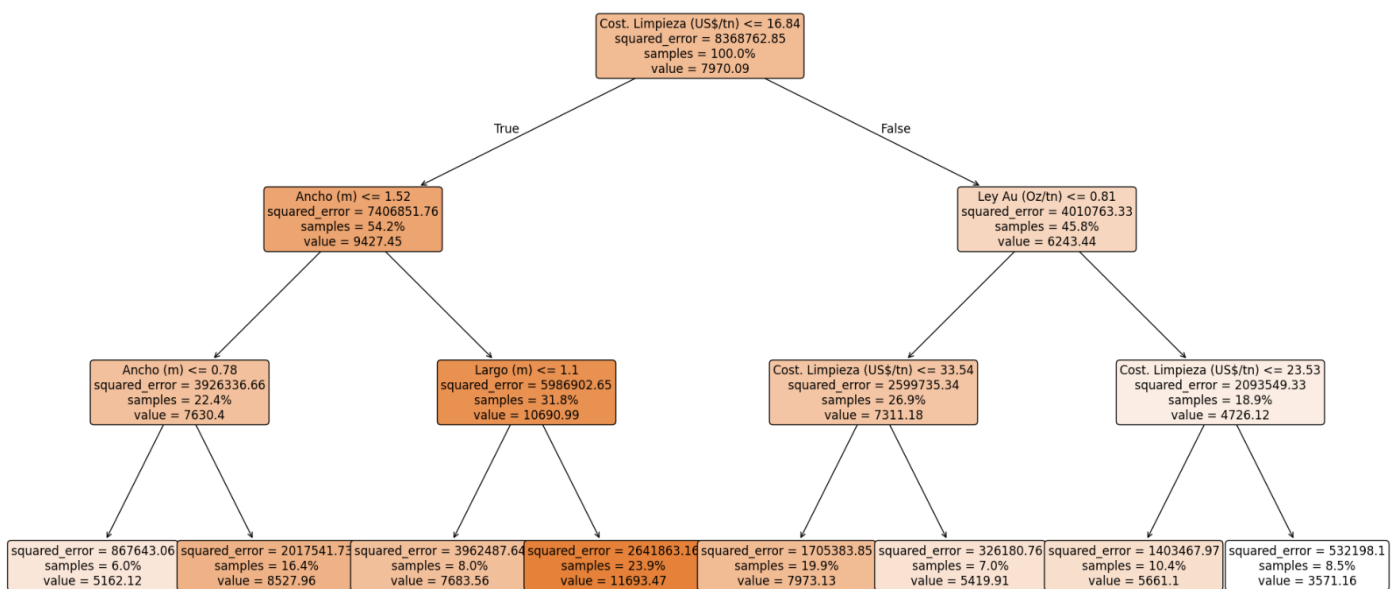 Cost. Limpieza (US$/tn) <= 16.84
squared_error = 8368762.85
samples = 100.0%
value = 7970.09
True
False
Ancho (m) <= 1.52
squared_error = 7406851.76
samples = 54.2%
value = 9427.45
Ley Au (Oz/tn) <= 0.81
squared_error = 4010763.33
samples = 45.8%
value = 6243.44
Ancho (m) <= 0.78
squared_error = 3926336.66
samples = 22.4%
value = 7630.4
Largo (m) <= 1.1
squared_error = 5986902.65
samples = 31.8%
value = 10690.99
Cost. Limpieza (US$/tn) <= 33.54
squared_error = 2599735.34
samples = 26.9%
value = 7311.18
Cost. Limpieza (US$/tn) <= 23.53
squared_error = 2093549.33
samples = 18.9%
value = 4726.12
squared_error = 867643.06
samples = 6.0%
value = 5162.12
squared_error = 2017541.73
samples = 16.4%
value = 8527.96
squared_error = 3962487.64
samples = 8.0%
value = 7683.56
squared_error = 2641863.16
samples = 23.9%
value = 11693.47
squared_error = 1705383.85
samples = 19.9%
value = 7973.13
squared_error = 326180.76
samples = 7.0%
value = 5419.91
squared_error = 1403467.97
samples = 10.4%
value = 5661.1
squared_error = 532198.1
samples = 8.5%
value = 3571.16